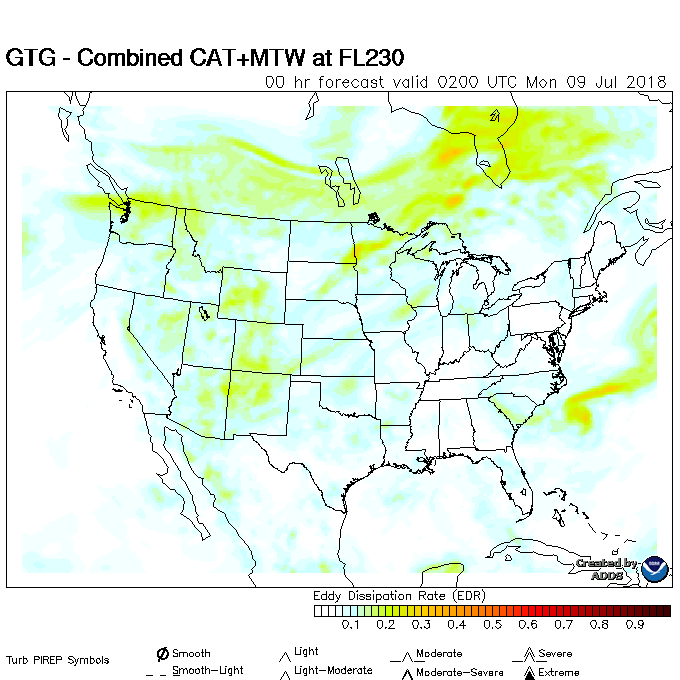 GTG - Combined CAT+MTW at FL230
00 hr forecast valid 0200 UTC Mon 09 Jul 2018
Created by
ADDS
Eddy Dissipation Rate (EDR)
0.1 0.2 0.3 0.4 0.5 0.6 0.7 0.8 0.9
Turb PIREP Symbols
Smooth Light Moderate Severe
Smooth-Light Light-Moderate Moderate-Severe Extreme